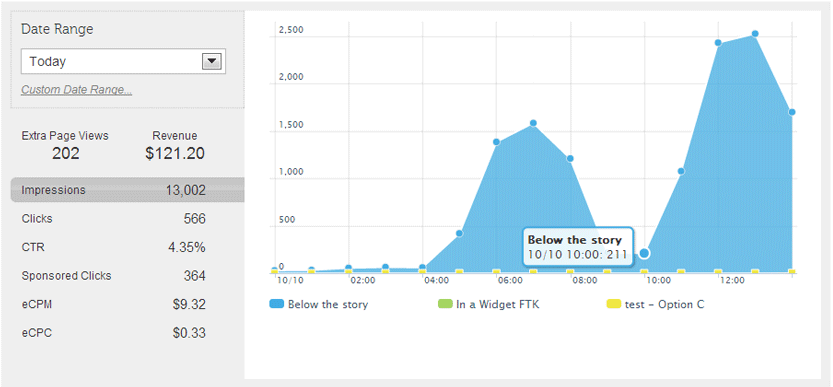 Date Range
Today
Custom Date Range...
Extra Page Views Revenue
202 $121.20
Impressions 13,002
Clicks 566
CTR 4.35%
Sponsored Clicks 364
eCPM $9.32
eCPC $0.33
2,500
2,000
1,500
1,000
500
0
Below the story
10/10 10:00: 211
10/10 02:00 04:00 06:00 08:00 10:00 12:00
Below the story In a Widget FTK test - Option C